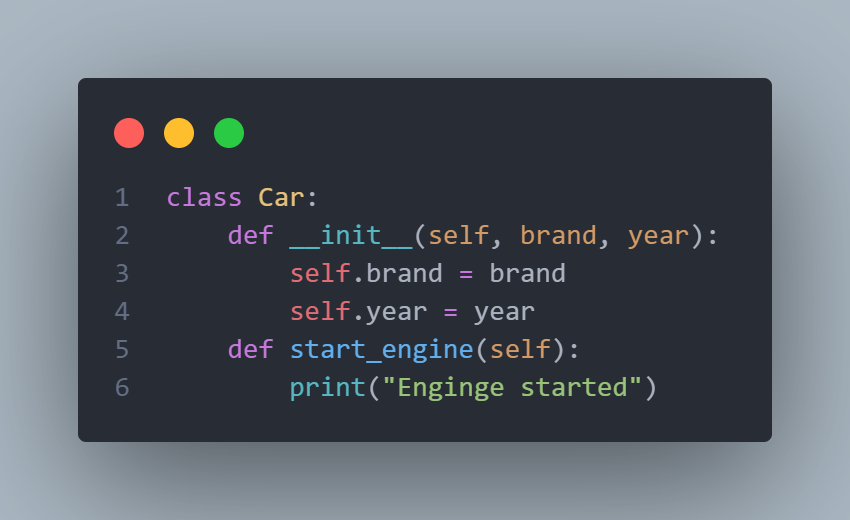 1 class Car:
2     def __init__(self, brand, year):
3         self.brand = brand
4         self.year = year
5     def start_engine(self):
6         print("Enginge started")